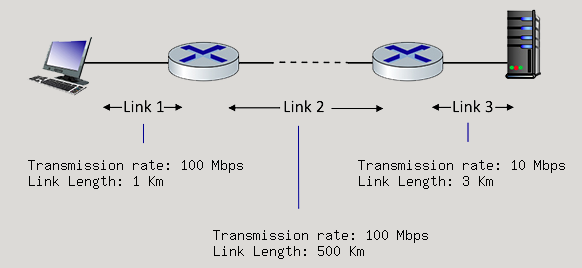 Link 1
Link 2
Link 3
Transmission rate: 100 Mbps
Link Length: 1 Km
Transmission rate: 10 Mbps
Link Length: 3 Km
Transmission rate: 100 Mbps
Link Length: 500 Km